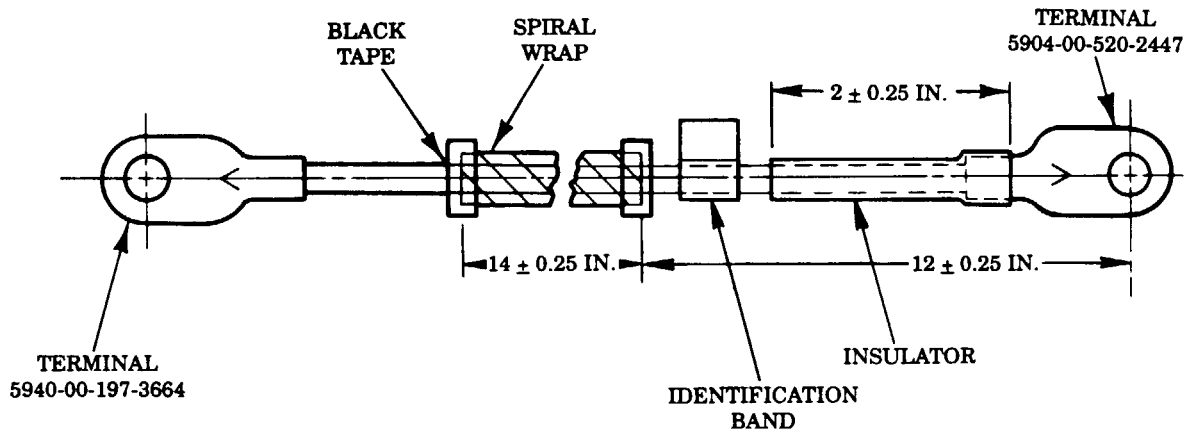 BLACK
TAPE
SPIRAL
WRAP
TERMINAL
5904-00-520-2447
2 ± 0.25 IN.
14 ± 0.25 IN.
12 ± 0.25 IN.
TERMINAL
5940-00-197-3664
IDENTIFICATION
BAND
INSULATOR